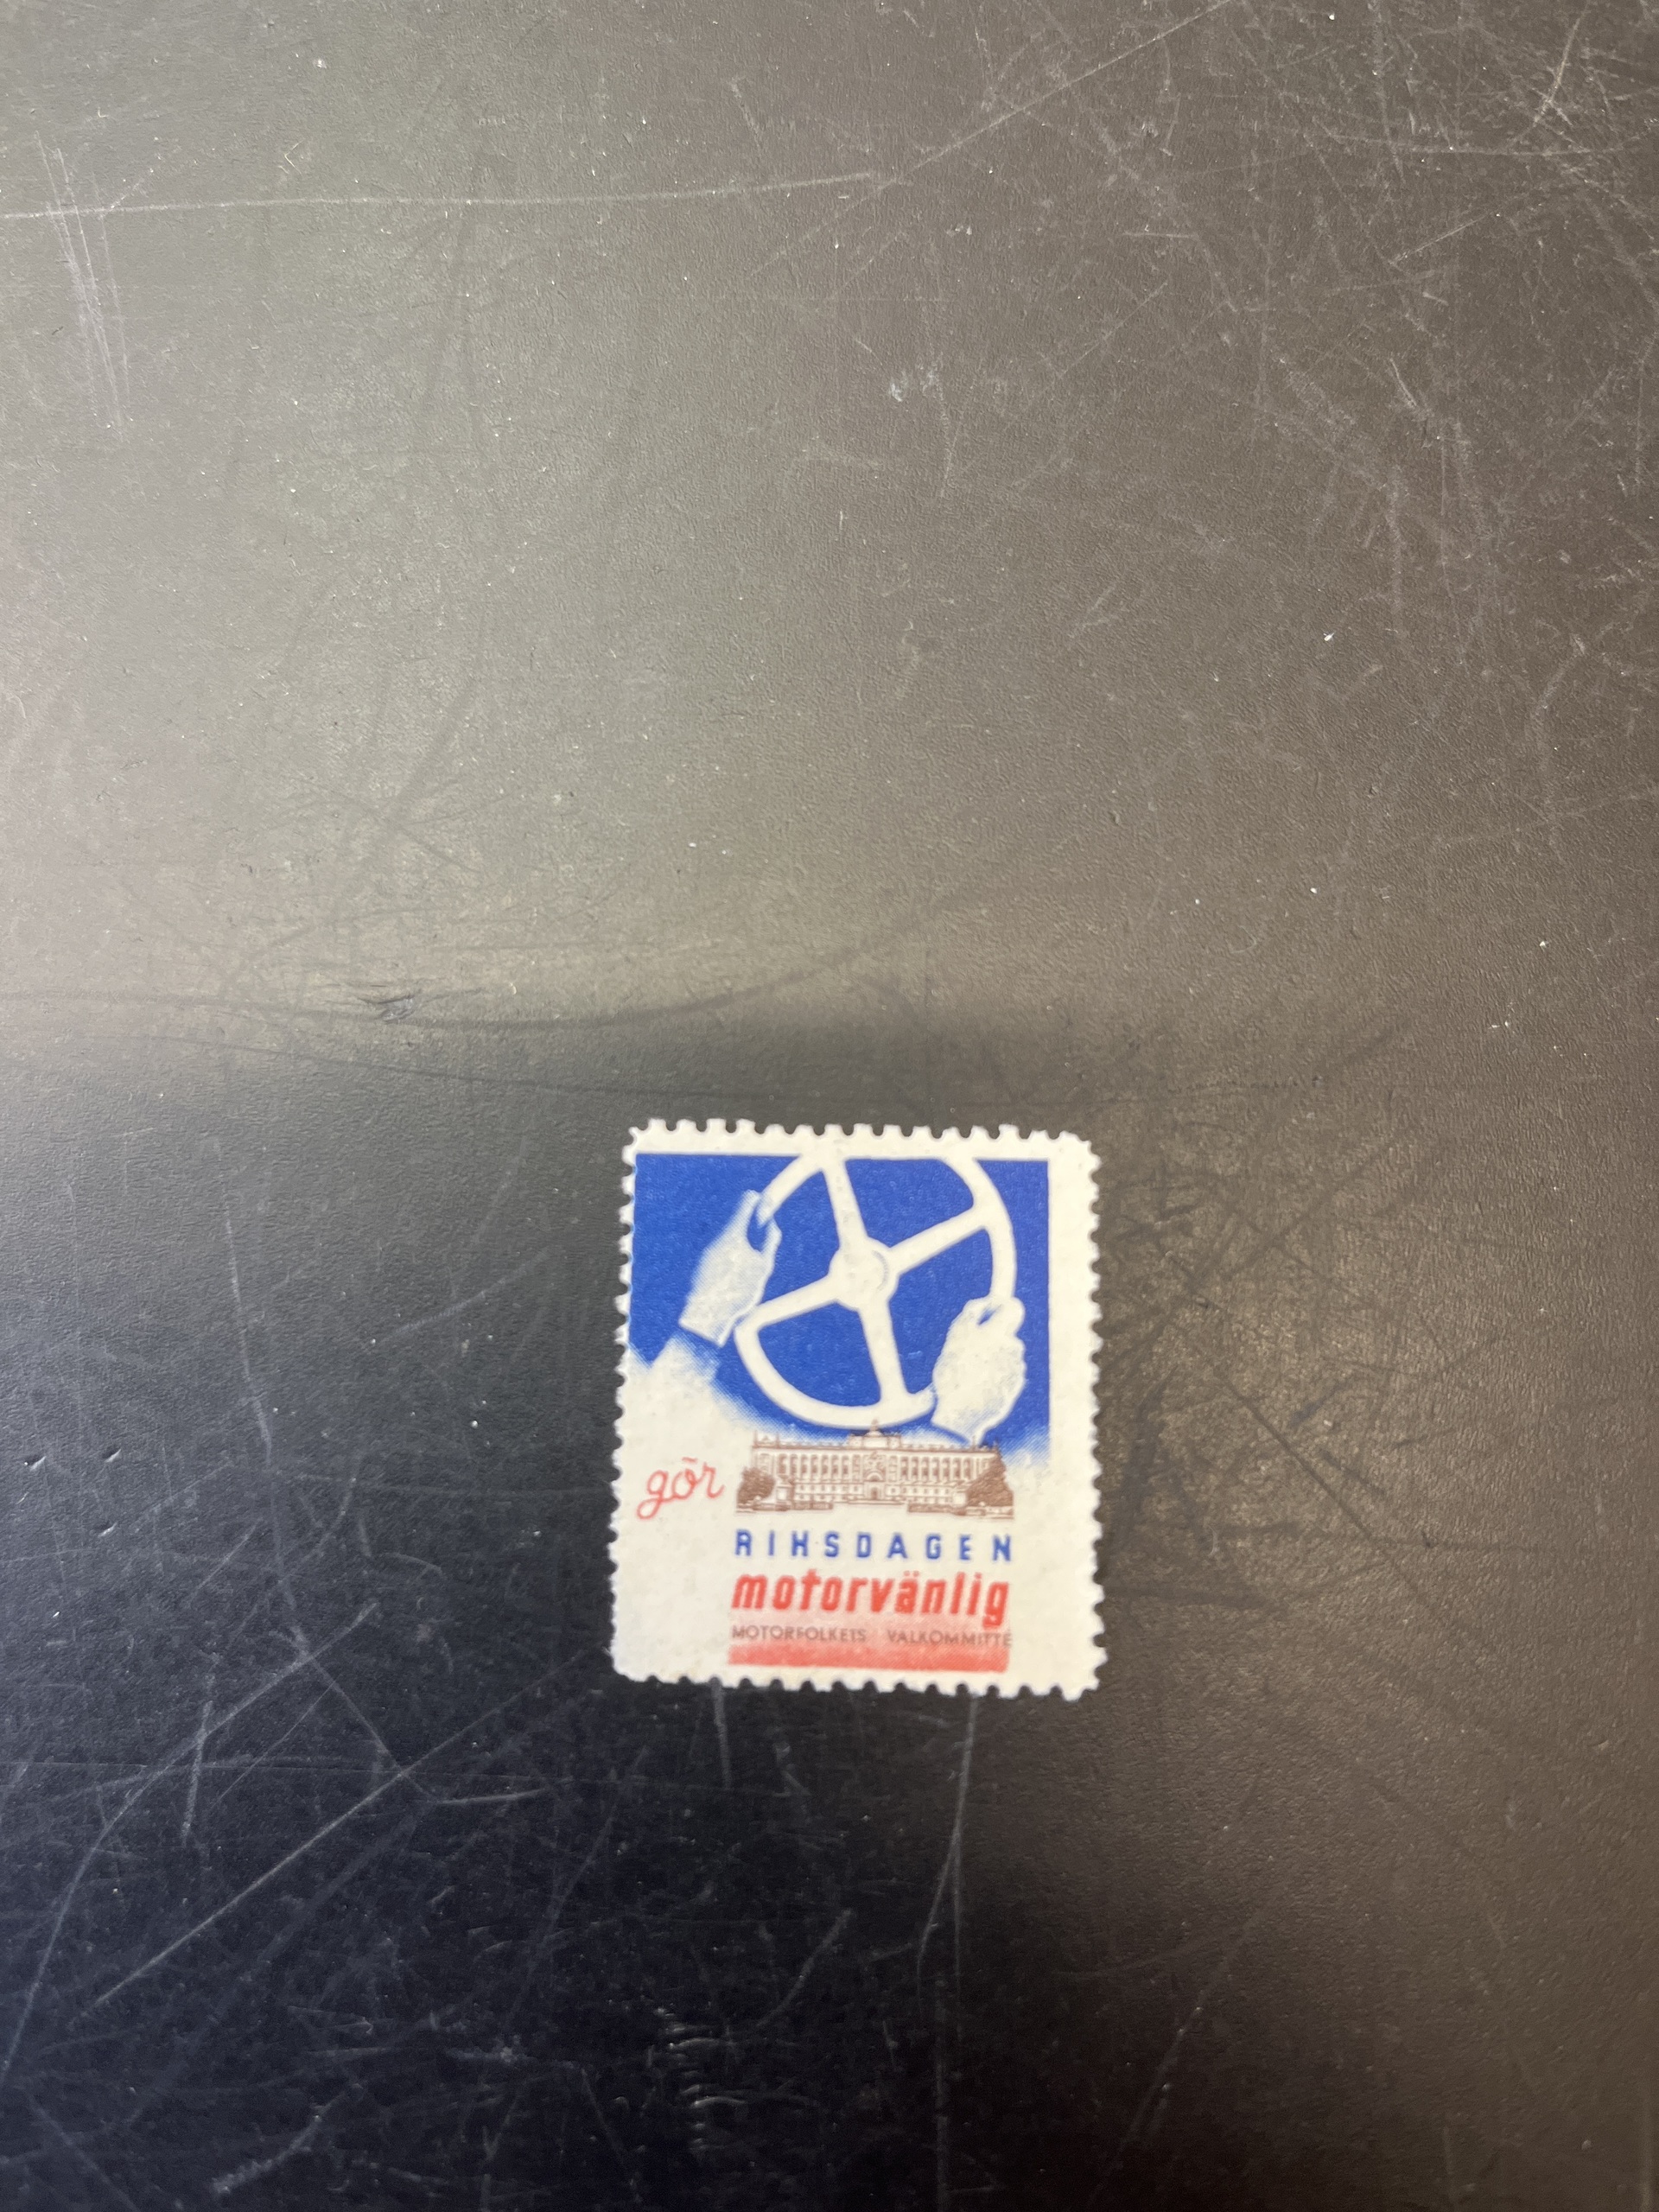 gör
RIKSDAGEN
motorvänlig
MOTORFOLKETS VALKOMMITTÉ